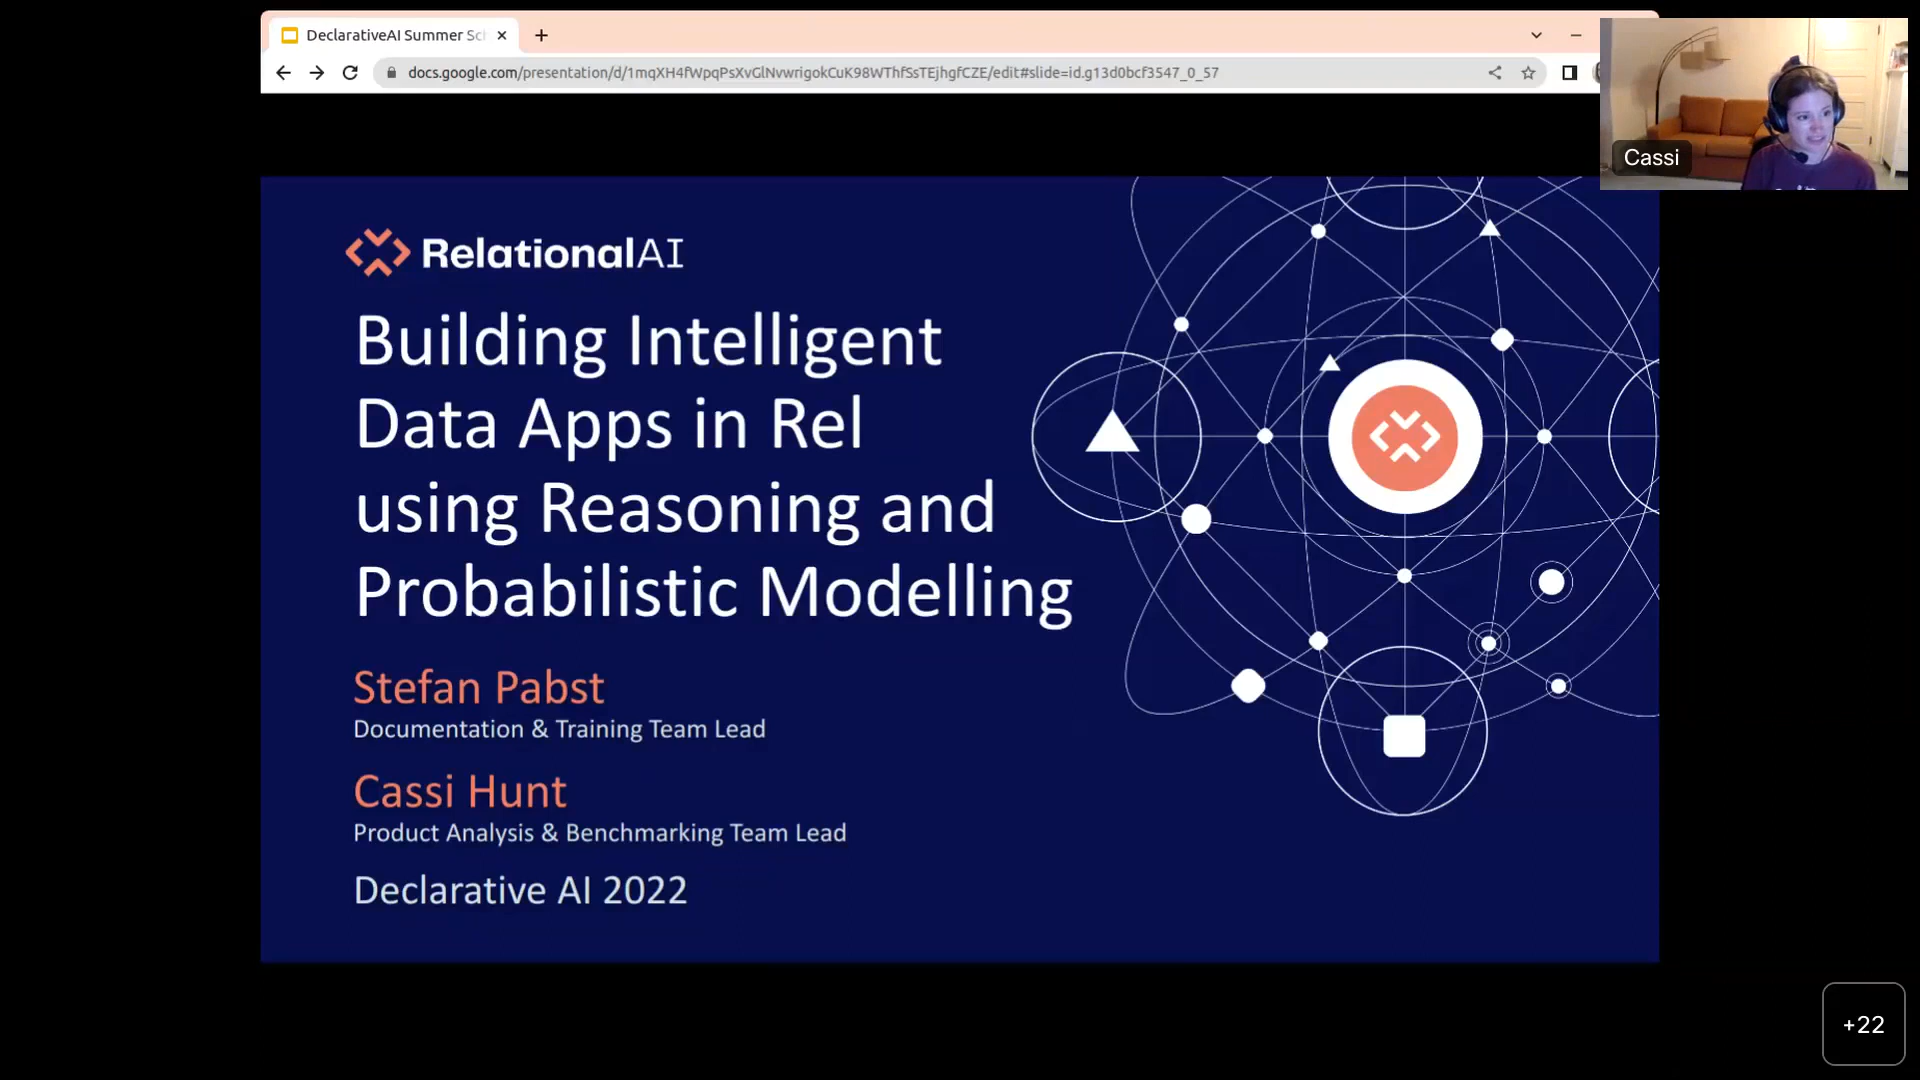 DeclarativeAI Summer Sc
docs.google.com/presentation/d/1mqXH4fWpqPsXvGlNvwrigokCuK98WThfSsTEjhgfCZE/edit#slide=id.g13d0bcf3547_0_57
Cassi
RelationalAI
Building Intelligent
Data Apps in Rel
using Reasoning and
Probabilistic Modelling
Stefan Pabst
Documentation & Training Team Lead
Cassi Hunt
Product Analysis & Benchmarking Team Lead
Declarative AI 2022
+22